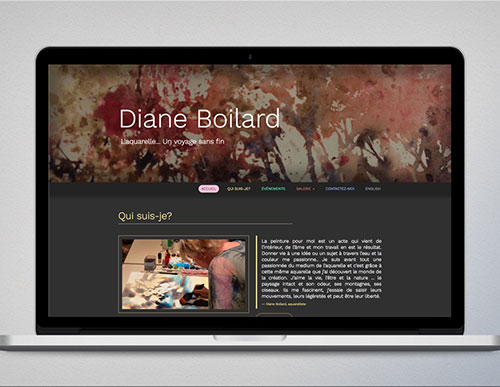 Diane Boilard
L'aquarelle... Un voyage sans fin
ACCUEIL QUI SUIS-JE? ÉVÉNEMENTS GALERIE CONTACTEZ-MOI ENGLISH
Qui suis-je?
La peinture pour moi est un acte qui vient de
l'intérieur, de l'âme et mon travail en est le résultat.
Donner vie à une idée ou un sujet à travers l'eau et la
couleur me passionne.. Je suis avant tout une
passionnée du medium de l'aquarelle et c'est grâce à
cette même aquarelle que j'ai découvert le monde de
la création. J'aime la vie, l'être et la nature ... le
paysage intact et son odeur, ses montagnes, ses
oiseaux. Ils me fascinent, j'essaie de saisir leurs
mouvements, leurs légèretés et peut être leur liberté.
— Diane Boilard, aquarelliste